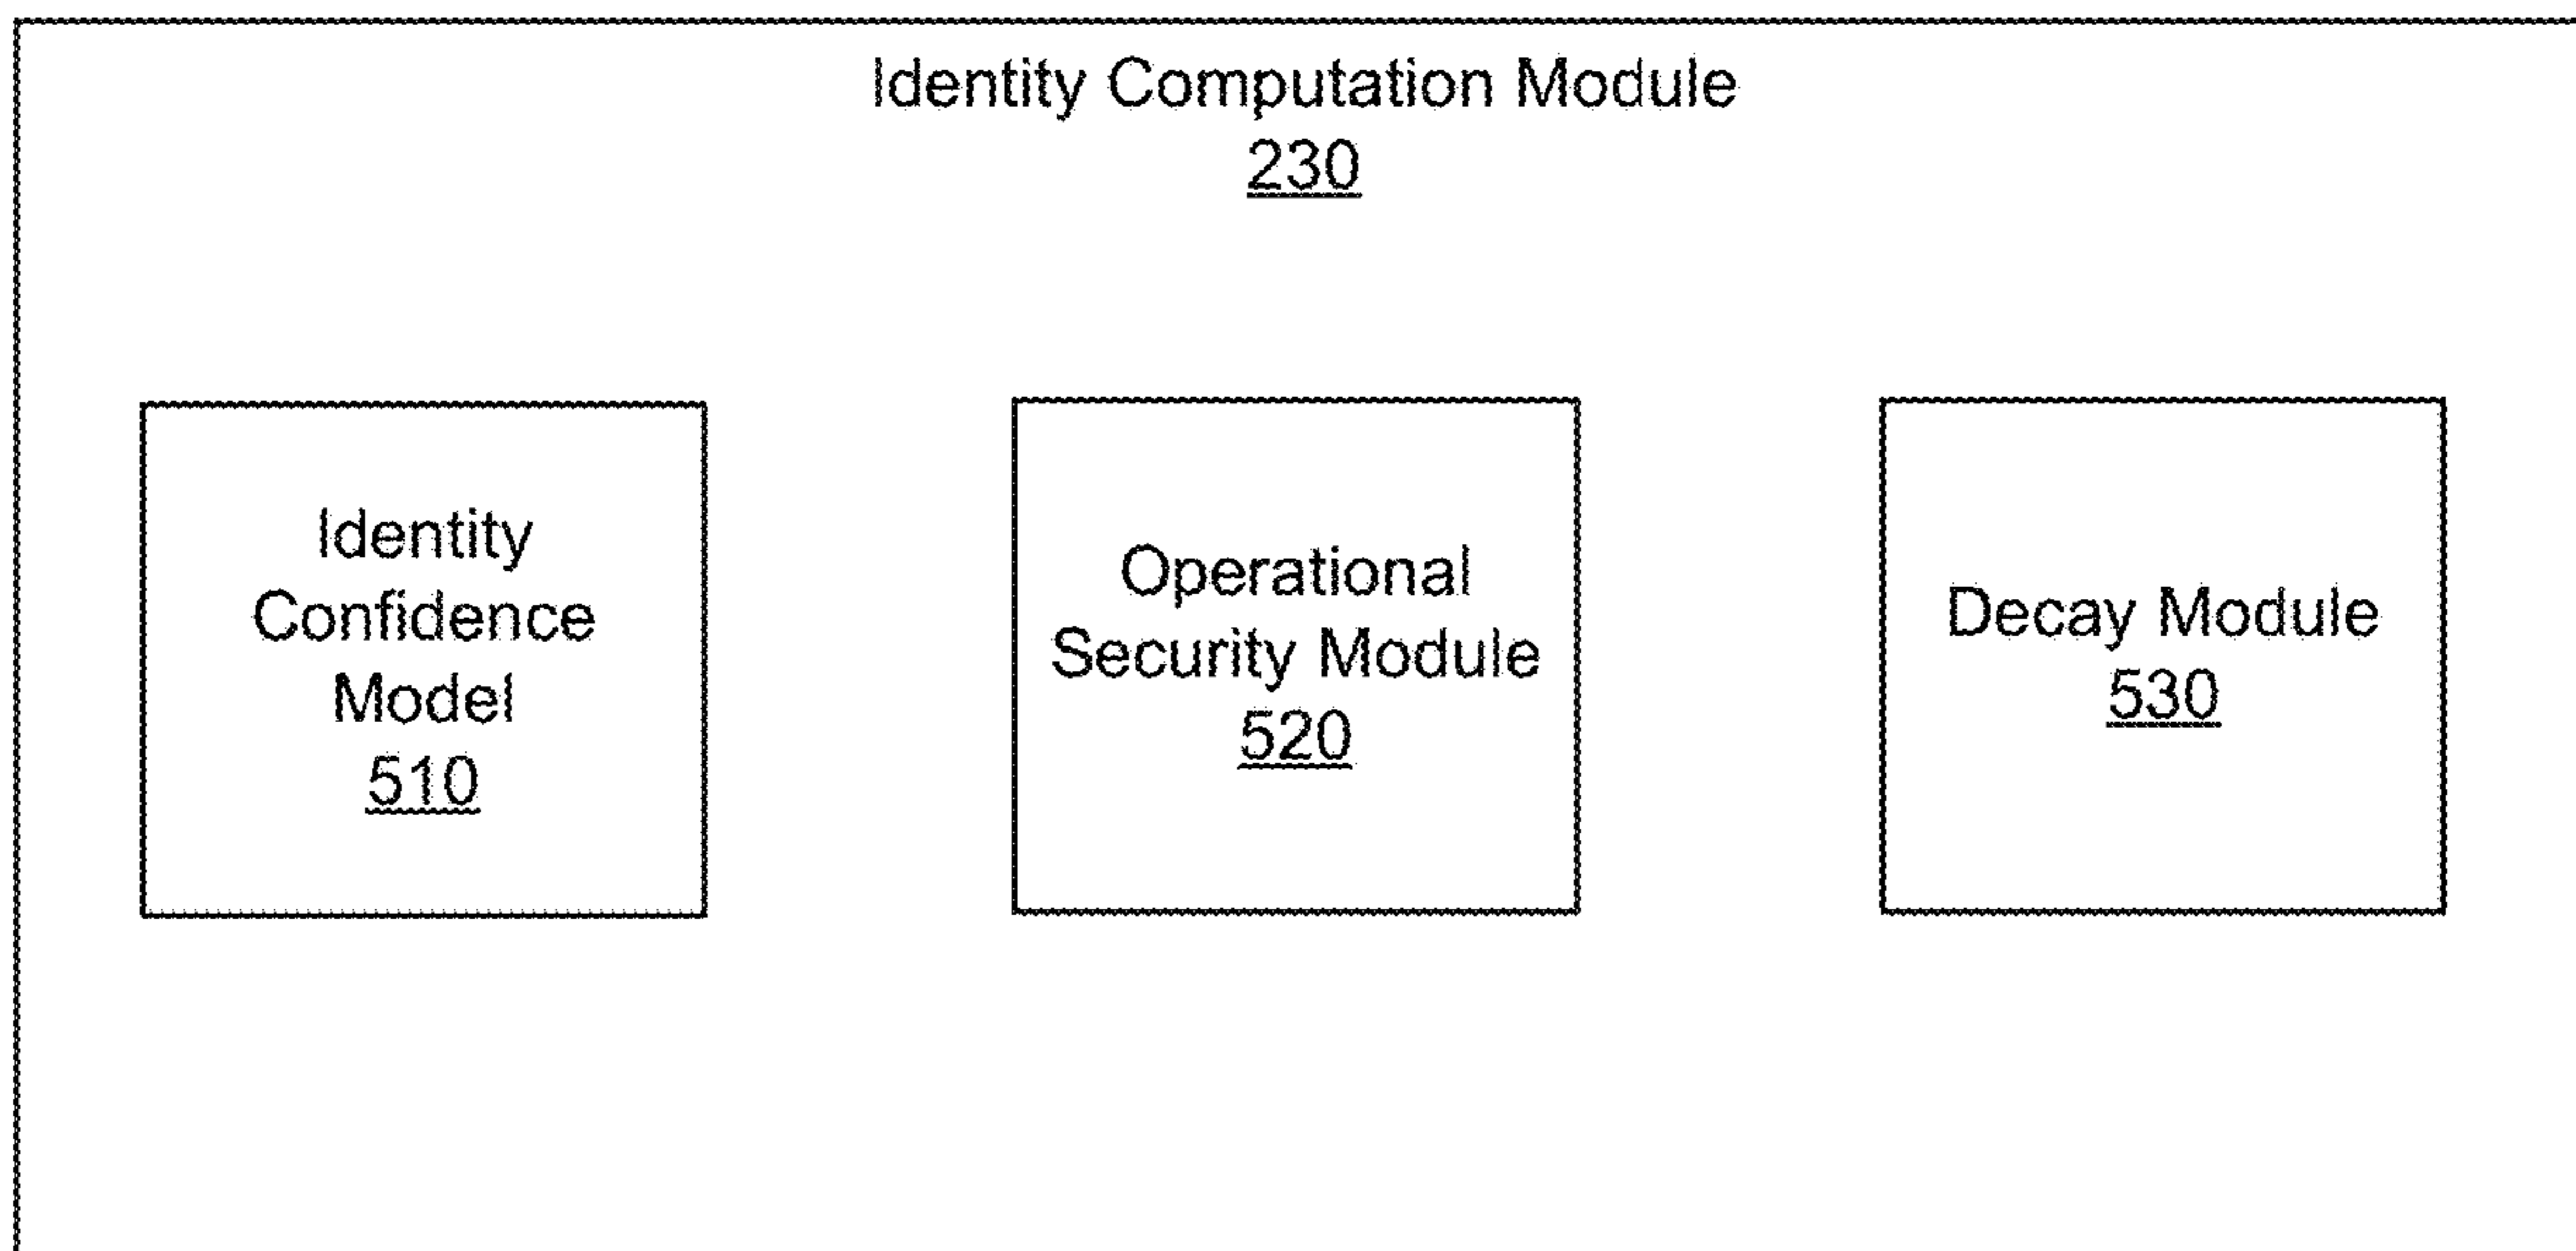 Identity Computation Module
230
Identity
Confidence
Model
510
Operational
Security Module
520
Decay Module
530